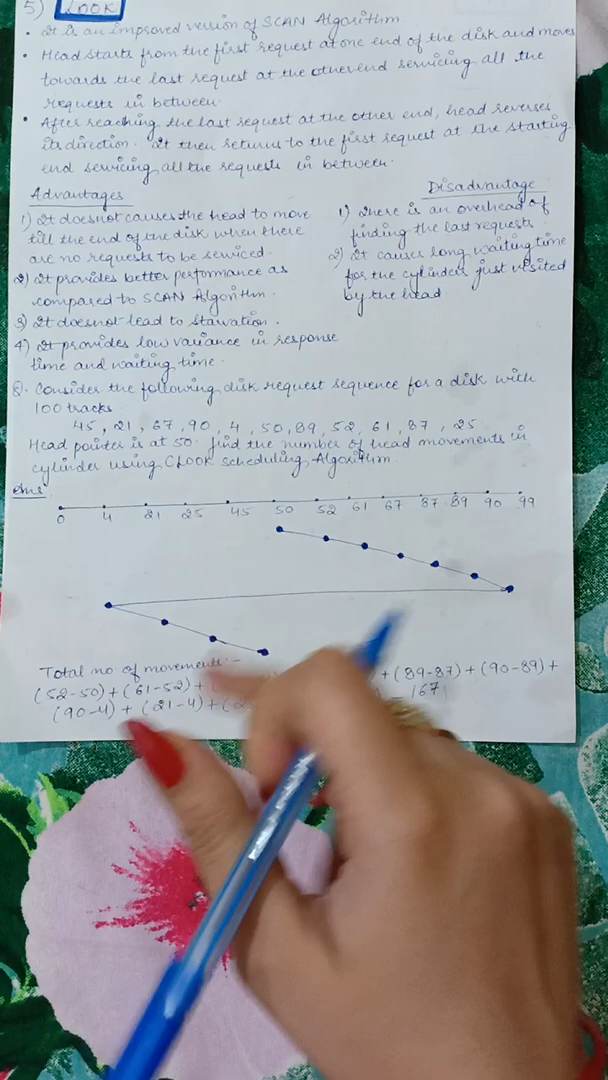 5) LOOK
• It is an improved version of SCAN Algorithm.
• Head starts from the first request at one end of the disk and moves
towards the last request at the other end servicing all the
requests in between.
• After reaching the last request at the other end, head reverses
its direction. It then returns to the first request at the starting
end servicing all the requests in between.
Advantages
1) It doesnot causes the head to move
till the end of the disk when there
are no requests to be serviced.
2) It provides better performance as
compared to SCAN Algorithm.
3) It doesnot lead to starvation.
4) It provides low variance in response
time and waiting time.
Disadvantage
1) There is an overhead of
finding the last requests.
2) It causes long waiting time
for the cylinders just visited
by the head
Q. Consider the following disk request sequence for a disk with
100 tracks
45, 21, 67, 90, 4, 50, 89, 52, 61, 87, 25.
Head pointer is at 50. find the number of head movements in
cylinder using CLOOK scheduling Algorithm.
Ans.
0 4 21 25 45 50 52 61 67 87 89 90 99
Total no. of movements:-
(52-50)+(61-52)+( +(89-87)+(90-89)+
(90-4)+(21-4)+( = 167